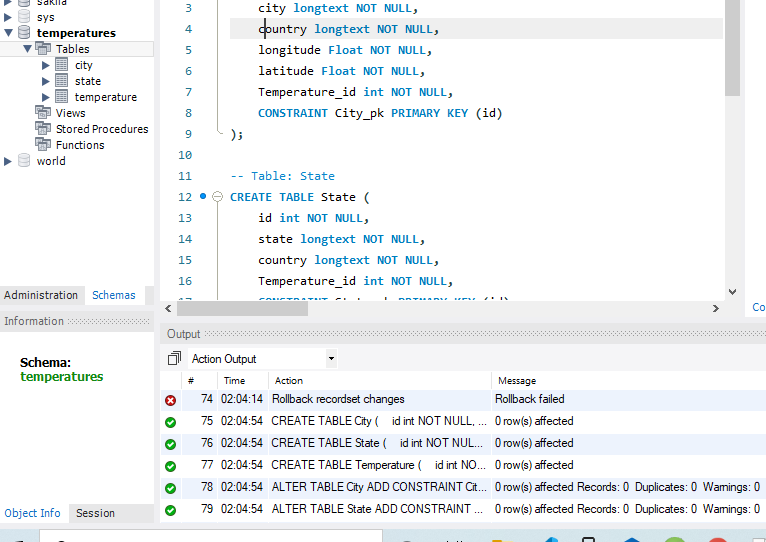 sakila
sys
temperatures
Tables
city
state
temperature
Views
Stored Procedures
Functions
world
Administration Schemas
Information
Schema:
temperatures
Object Info Session
3 city longtext NOT NULL,
4 country longtext NOT NULL,
5 longitude Float NOT NULL,
6 latitude Float NOT NULL,
7 Temperature_id int NOT NULL,
8 CONSTRAINT City_pk PRIMARY KEY (id)
9 );
10
11 -- Table: State
12 CREATE TABLE State (
13 id int NOT NULL,
14 state longtext NOT NULL,
15 country longtext NOT NULL,
16 Temperature_id int NOT NULL,
17 CONSTRAINT State_pk PRIMARY KEY (id)
Co
Output
Action Output
# Time Action Message
74 02:04:14 Rollback recordset changes Rollback failed
75 02:04:54 CREATE TABLE City ( id int NOT NULL, ... 0 row(s) affected
76 02:04:54 CREATE TABLE State ( id int NOT NUL... 0 row(s) affected
77 02:04:54 CREATE TABLE Temperature ( id int NO... 0 row(s) affected
78 02:04:54 ALTER TABLE City ADD CONSTRAINT Cit... 0 row(s) affected Records: 0 Duplicates: 0 Warnings: 0
79 02:04:54 ALTER TABLE State ADD CONSTRAINT ... 0 row(s) affected Records: 0 Duplicates: 0 Warnings: 0